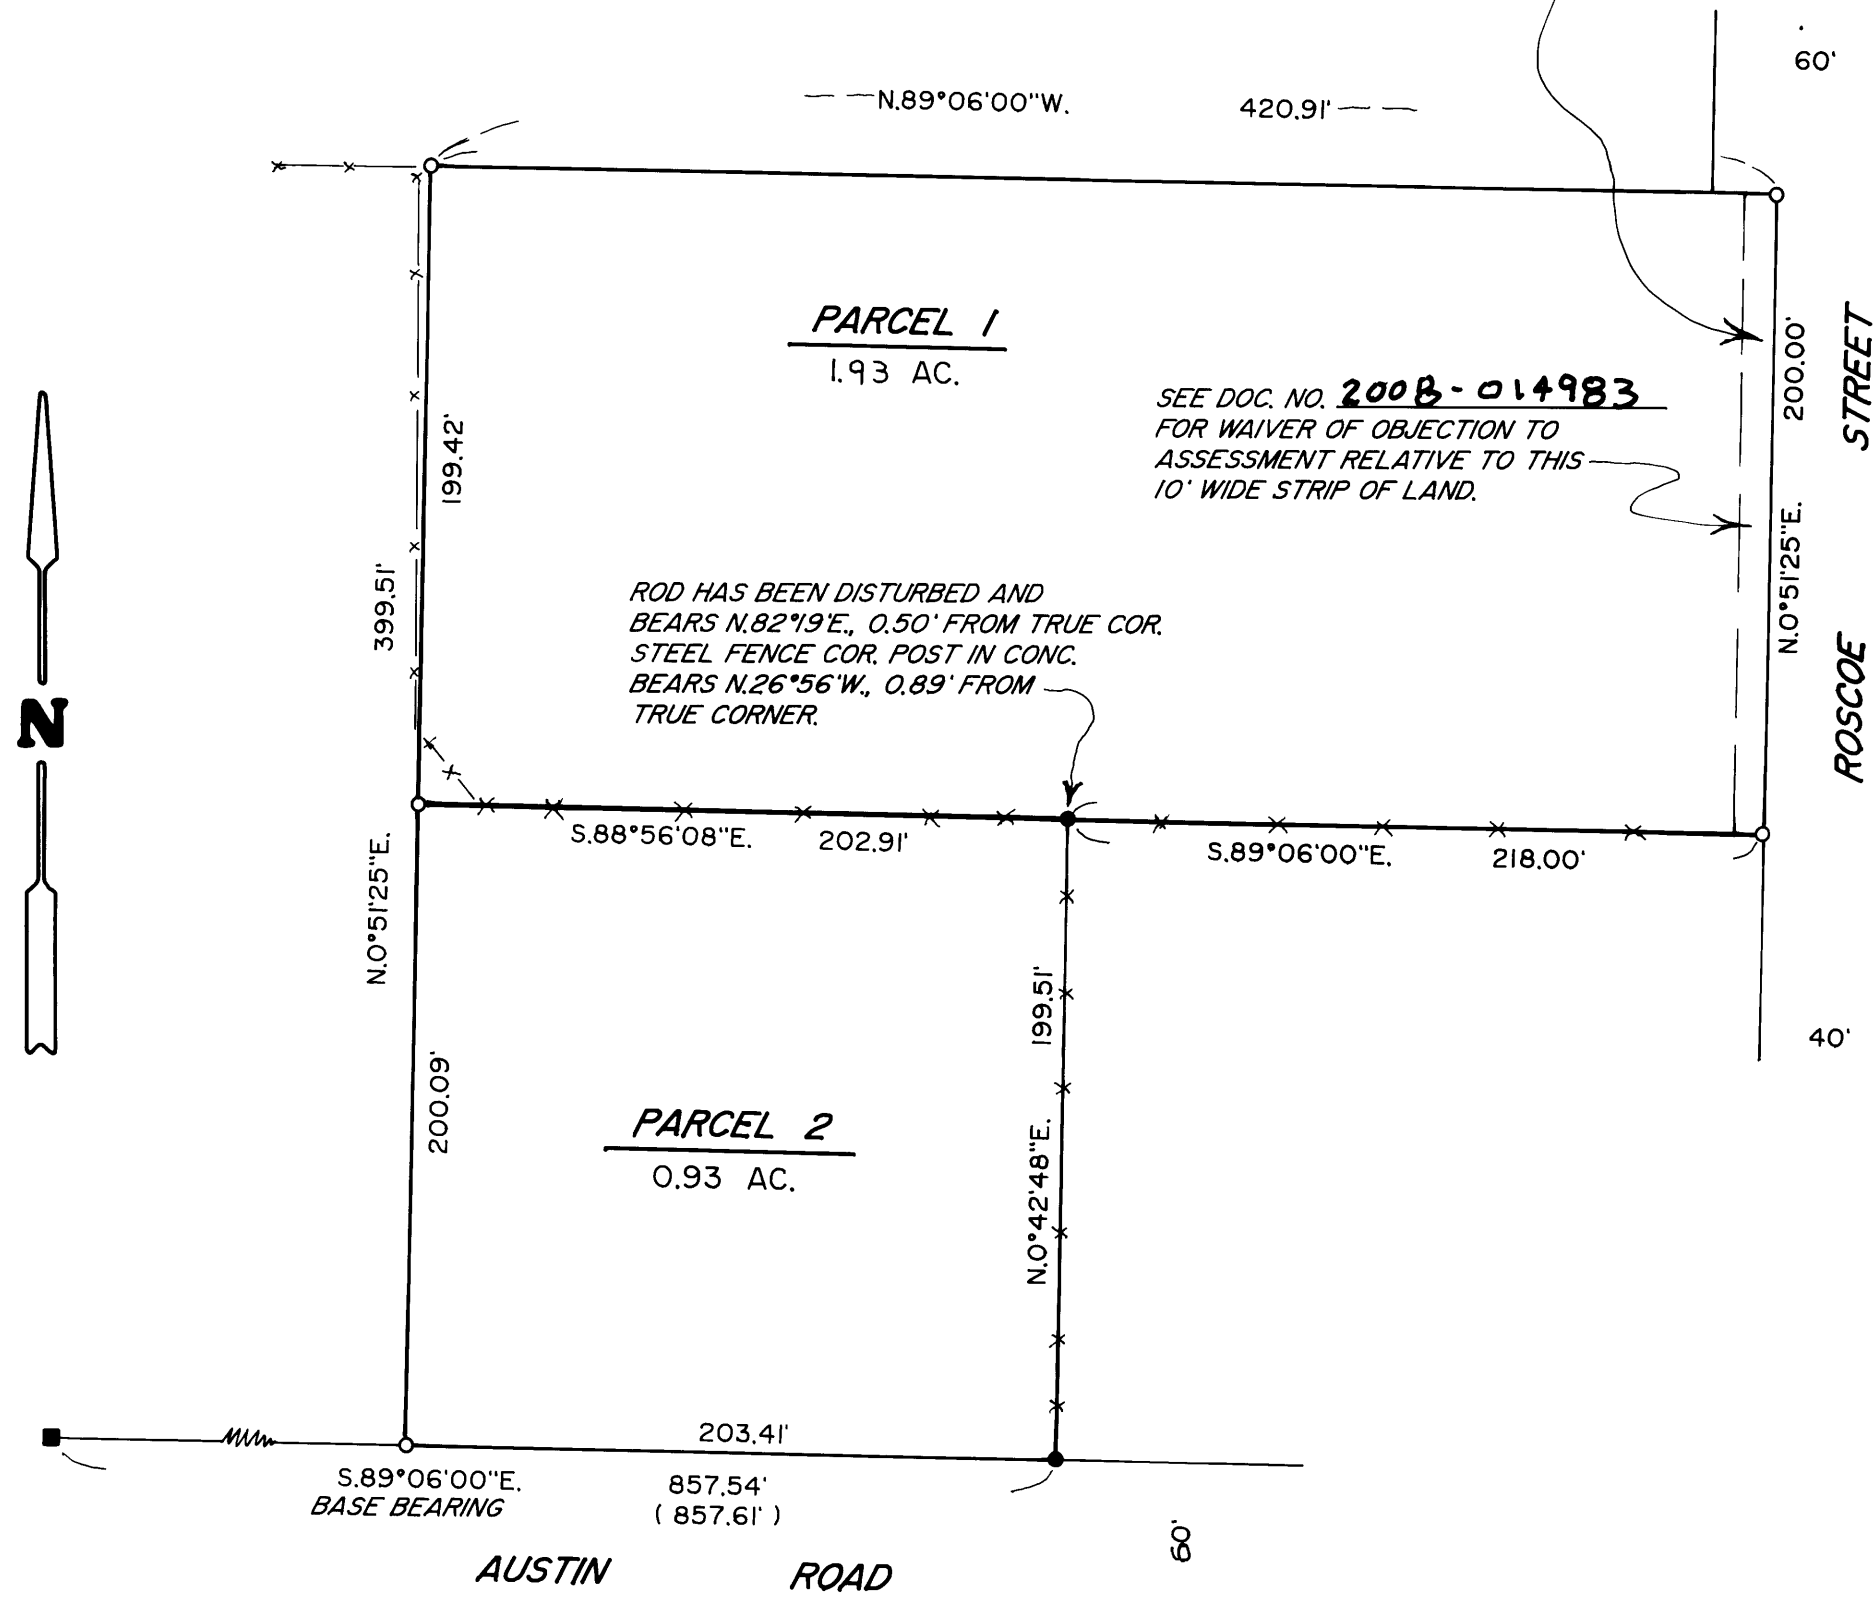 60'
N.89°06'00"W. 420.91'
PARCEL 1
1.93 AC.
SEE DOC. NO. 2008-014983
FOR WAIVER OF OBJECTION TO
ASSESSMENT RELATIVE TO THIS
10' WIDE STRIP OF LAND.
200.00'
N.0°51'25"E.
ROSCOE STREET
199.42'
399.51'
N.0°51'25"E.
ROD HAS BEEN DISTURBED AND
BEARS N.82°19'E., 0.50' FROM TRUE COR.
STEEL FENCE COR. POST IN CONC.
BEARS N.26°56'W., 0.89' FROM
TRUE CORNER.
N
S.88°56'08"E. 202.91'
S.89°06'00"E. 218.00'
199.51'
N.0°42'48"E.
40'
200.09'
PARCEL 2
0.93 AC.
203.41'
S.89°06'00"E. 857.54'
BASE BEARING (857.61')
60'
AUSTIN ROAD